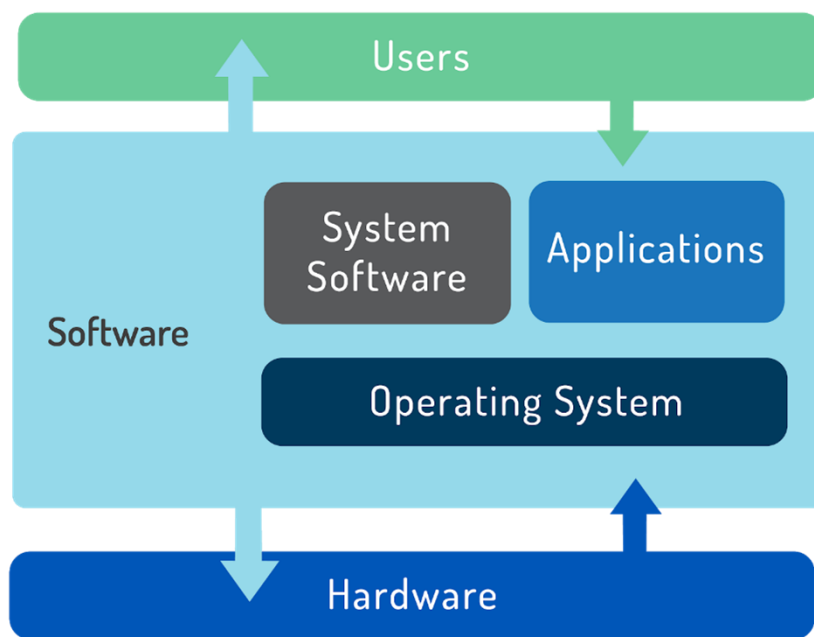 Users
System
Software
Applications
Software
Operating System
Hardware